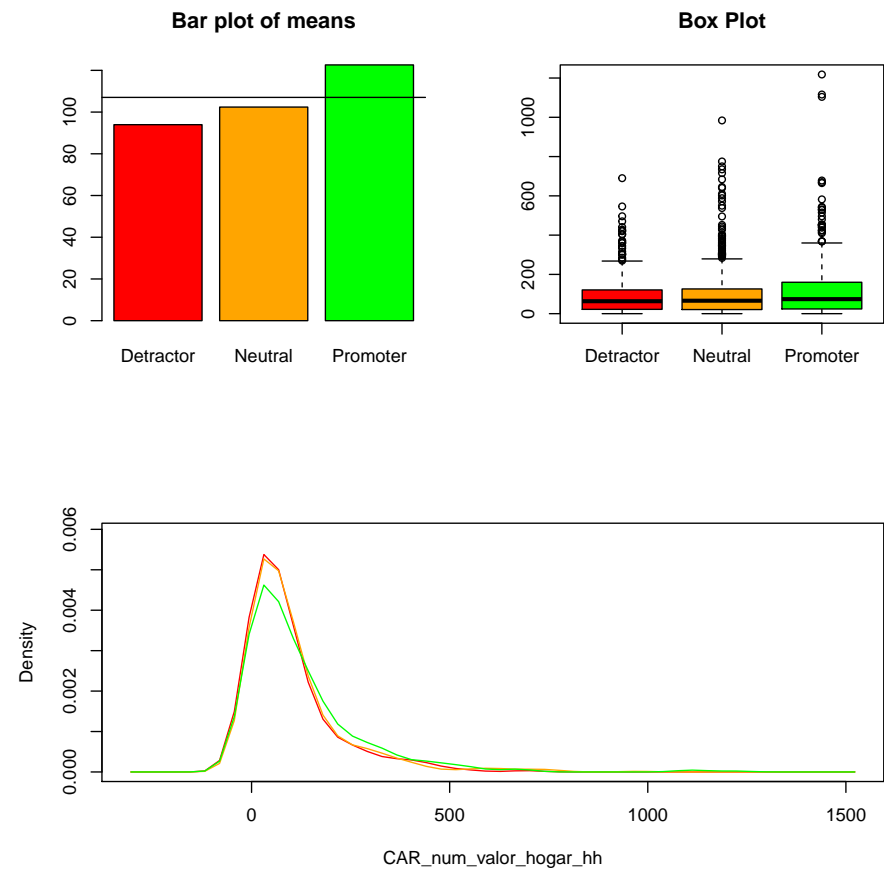 Bar plot of means
0
20
40
60
80
100
Detractor Neutral Promoter
Box Plot
0
200
600
1000
Detractor Neutral Promoter
Density
0.000
0.002
0.004
0.006
0 500 1000 1500
CAR_num_valor_hogar_hh